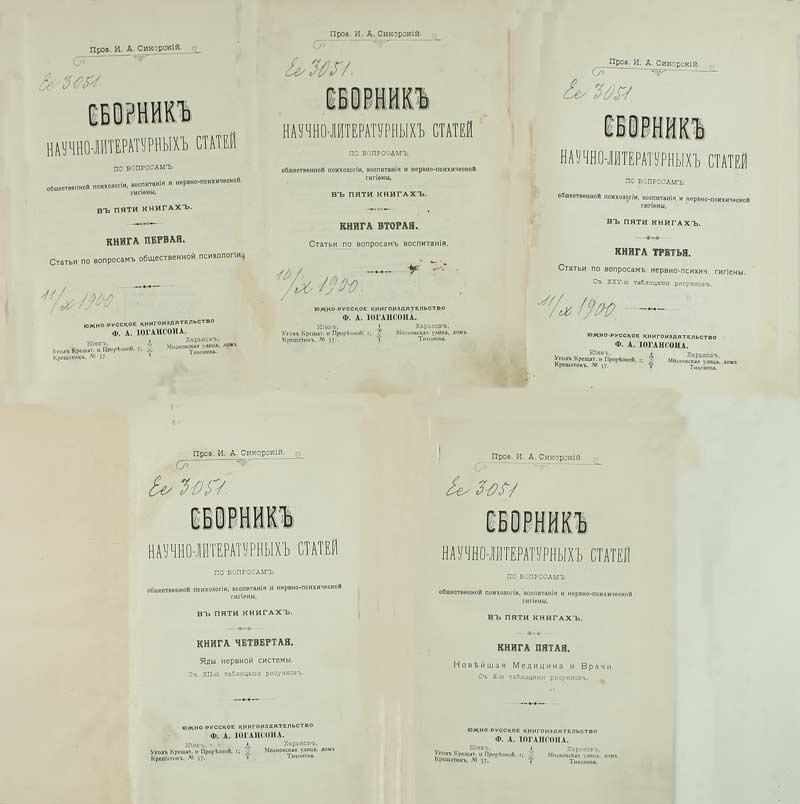 Проф. И. А. Сикорскій.
Ее 3051.
СБОРНИКЪ
НАУЧНО-ЛИТЕРАТУРНЫХЪ СТАТЕЙ
ПО ВОПРОСАМЪ
общественной психологіи, воспитанія и нервно-психической
гигіены,
ВЪ ПЯТИ КНИГАХЪ.
КНИГА ПЕРВАЯ.
Статьи по вопросамъ общественной психологіи.
11/X 1900
ЮЖНО-РУССКОЕ КНИГОИЗДАТЕЛЬСТВО
Ф. А. ІОГАНСОНА.
Кіевъ, Харьковъ,
Уголъ Крещат. и Прорѣзной, 1; Московская улица, домъ
Крещатикъ, № 37. Тихонова.
Проф. И. А. Сикорскій.
Ее 3051.
СБОРНИКЪ
НАУЧНО-ЛИТЕРАТУРНЫХЪ СТАТЕЙ
ПО ВОПРОСАМЪ
общественной психологіи, воспитанія и нервно-психической
гигіены,
ВЪ ПЯТИ КНИГАХЪ.
КНИГА ВТОРАЯ.
Статьи по вопросамъ воспитанія.
10/X 1900
ЮЖНО-РУССКОЕ КНИГОИЗДАТЕЛЬСТВО
Ф. А. ІОГАНСОНА.
Кіевъ, Харьковъ,
Уголъ Крещат. и Прорѣзной, 1; Московская улица, домъ
Крещатикъ, № 37. Тихонова.
Проф. И. А. Сикорскій.
Ее 3051.
СБОРНИКЪ
НАУЧНО-ЛИТЕРАТУРНЫХЪ СТАТЕЙ
ПО ВОПРОСАМЪ
общественной психологіи, воспитанія и нервно-психической
гигіены,
ВЪ ПЯТИ КНИГАХЪ.
КНИГА ТРЕТЬЯ.
Статьи по вопросамъ нервно-психич. гигіены.
Съ XXV-ю таблицами рисунковъ.
11/X 1900
ЮЖНО-РУССКОЕ КНИГОИЗДАТЕЛЬСТВО
Ф. А. ІОГАНСОНА.
Кіевъ, Харьковъ,
Уголъ Крещат. и Прорѣзной, 1; Московская улица, домъ
Крещатикъ, № 37. Тихонова.
Проф. И. А. Сикорскій.
Ее 3051.
СБОРНИКЪ
НАУЧНО-ЛИТЕРАТУРНЫХЪ СТАТЕЙ
ПО ВОПРОСАМЪ
общественной психологіи, воспитанія и нервно-психической
гигіены,
ВЪ ПЯТИ КНИГАХЪ.
КНИГА ЧЕТВЕРТАЯ.
Яды нервной системы.
Съ XII-ю таблицами рисунковъ.
ЮЖНО-РУССКОЕ КНИГОИЗДАТЕЛЬСТВО
Ф. А. ІОГАНСОНА.
Кіевъ, Харьковъ,
Уголъ Крещат. и Прорѣзной, 1; Московская улица, домъ
Крещатикъ, № 37. Тихонова.
Проф. И. А. Сикорскій.
Ее 3051
СБОРНИКЪ
НАУЧНО-ЛИТЕРАТУРНЫХЪ СТАТЕЙ
ПО ВОПРОСАМЪ
общественной психологіи, воспитанія и нервно-психической
гигіены,
ВЪ ПЯТИ КНИГАХЪ.
КНИГА ПЯТАЯ.
Новѣйшая Медицина и Врачи.
Съ X-ю таблицами рисунковъ.
ЮЖНО-РУССКОЕ КНИГОИЗДАТЕЛЬСТВО
Ф. А. ІОГАНСОНА.
Кіевъ, Харьковъ,
Уголъ Крещат. и Прорѣзной, 1; Московская улица, домъ
Крещатикъ, № 37. Тихонова.